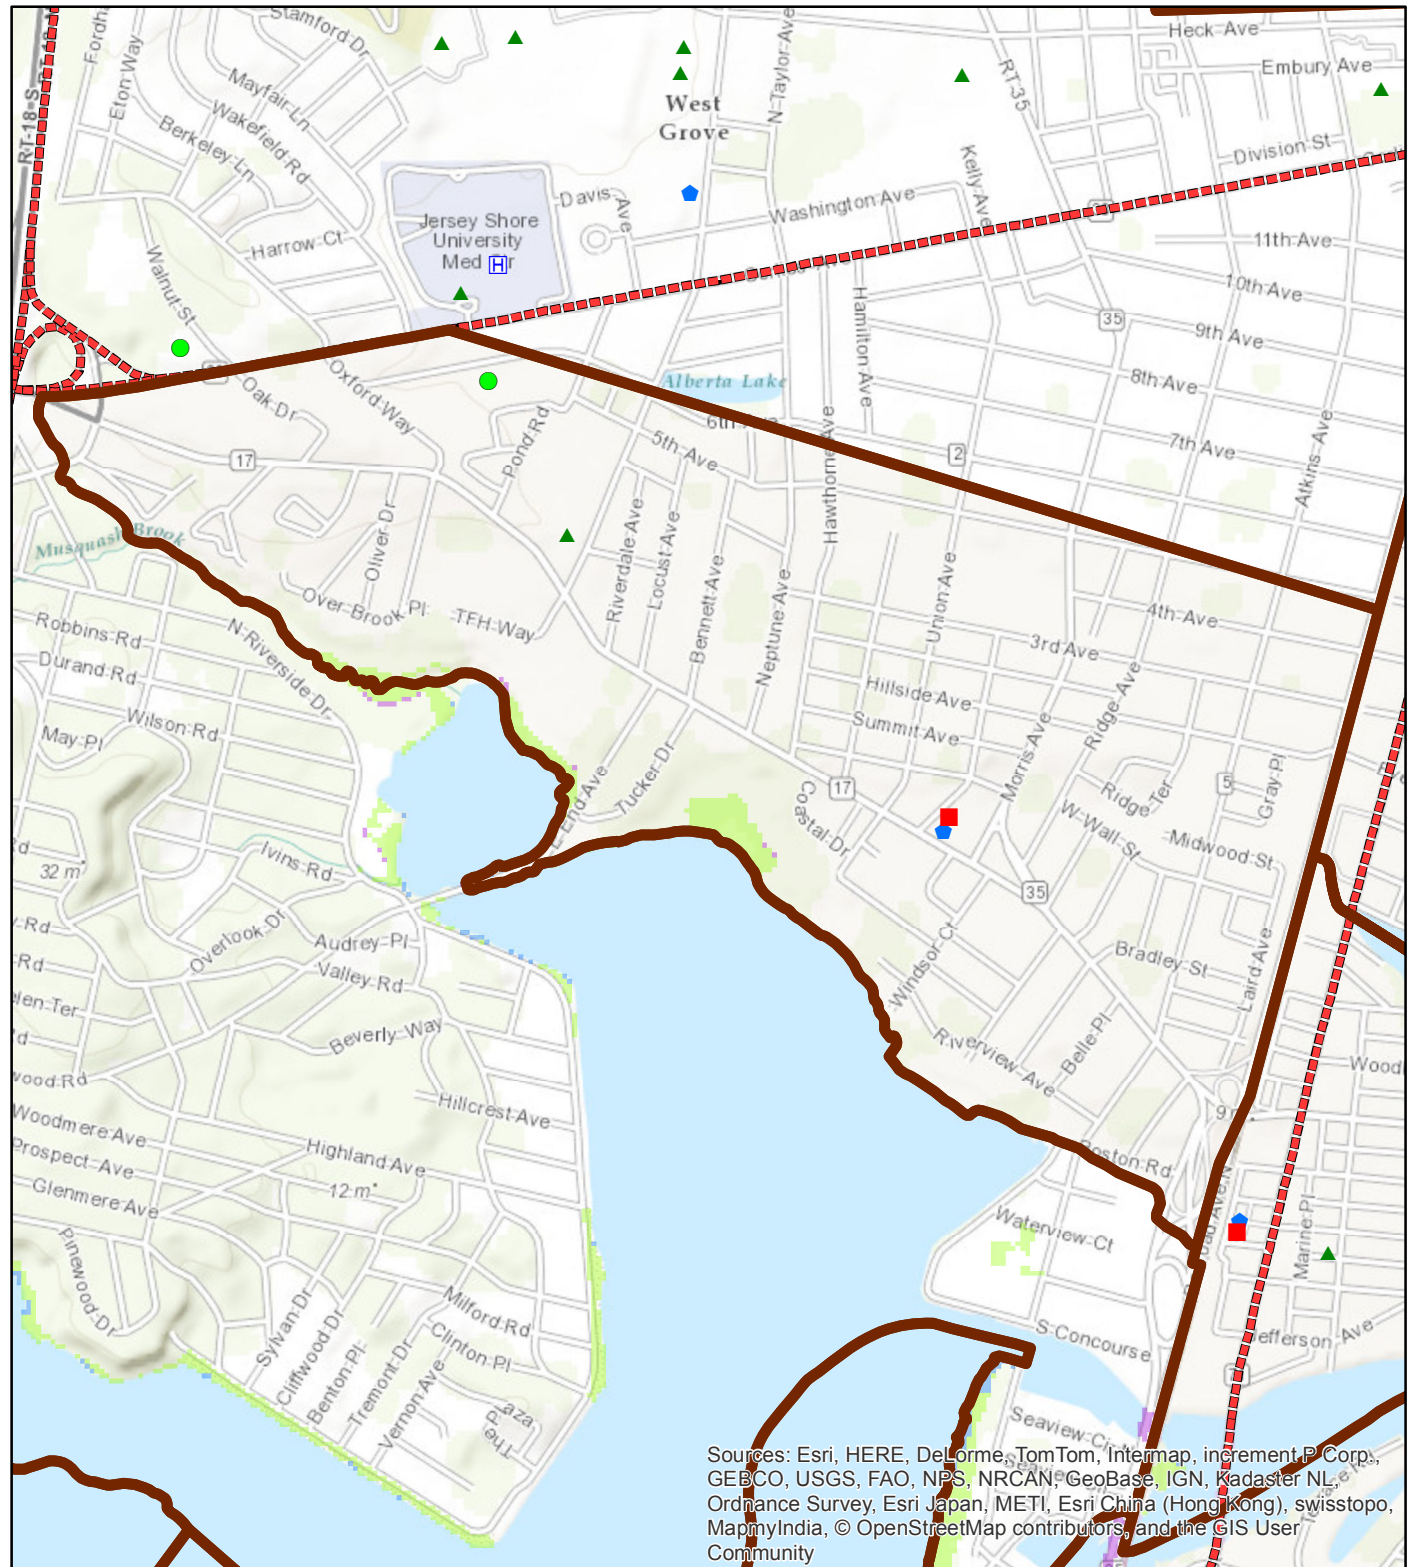 Stamford Dr
Heck Ave
Embury Ave
Eton Way
N Taylor Ave
RT 35
Mayfair Ln
West
Grove
Wakefield Rd
Berkeley Ln
Division St
Kelly Ave
Davis Ave
Washington Ave
Jersey Shore
University
Med
H
Harrow Ct
11th Ave
Walnut St
10th Ave
Hamilton Ave
35
9th Ave
Oxford Way
Alberta Lake
8th Ave
Oak Dr
Pond Rd
5th Ave
7th Ave
Hawthorne Ave
Atkins Ave
17
2
Musquash Brook
Oliver Dr
Riverdale Ave
Locust Ave
Bennett Ave
Neptune Ave
Union Ave
Over Brook Pl
TFH Way
4th Ave
Robbins Rd
N Riverside Dr
3rd Ave
Durand Rd
Hillside Ave
Ridge Ave
Wilson Rd
Summit Ave
May Pl
Morris Ave
Tucker Dr
Coastal Dr
17
5
Gray Pl
Ridge Ter
W Wall St
Midwood St
32 m
Ivins Rd
35
Overlook Dr
Audrey Pl
Windsor Ct
Bradley St
Laird Ave
Valley Rd
Beverly Way
Riverview Ave
Belle Pl
Hillcrest Ave
Woodmere Ave
Prospect Ave
Highland Ave
12 m
Glenmere Ave
Waterview Ct
Marine Pl
Pinewood Dr
Sylvan Dr
Cliffwood Dr
Benton Pl
Tremont Dr
Vernon Ave
Milford Rd
Clinton Pl
The Plaza
S Concourse
Jefferson Ave
Sources: Esri, HERE, DeLorme, TomTom, Intermap, increment P Corp.,
GEBCO, USGS, FAO, NPS, NRCAN, GeoBase, IGN, Kadaster NL,
Ordnance Survey, Esri Japan, METI, Esri China (Hong Kong), swisstopo,
MapmyIndia, © OpenStreetMap contributors, and the GIS User
Community